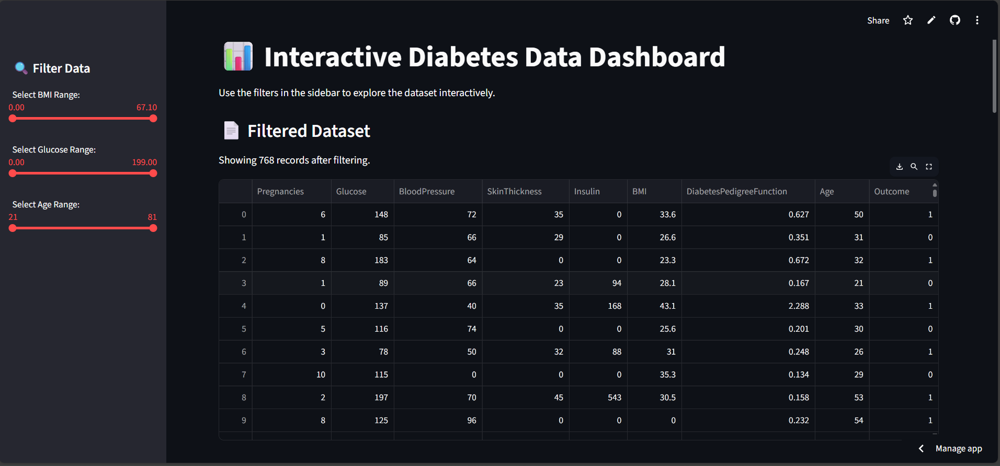 Share
Filter Data
Select BMI Range:
0.00 67.10
Select Glucose Range:
0.00 199.00
Select Age Range:
21 81
Interactive Diabetes Data Dashboard
Use the filters in the sidebar to explore the dataset interactively.
Filtered Dataset
Showing 768 records after filtering.
Pregnancies Glucose BloodPressure SkinThickness Insulin BMI DiabetesPedigreeFunction Age Outcome
0 6 148 72 35 0 33.6 0.627 50 1
1 1 85 66 29 0 26.6 0.351 31 0
2 8 183 64 0 0 23.3 0.672 32 1
3 1 89 66 23 94 28.1 0.167 21 0
4 0 137 40 35 168 43.1 2.288 33 1
5 5 116 74 0 0 25.6 0.201 30 0
6 3 78 50 32 88 31 0.248 26 1
7 10 115 0 0 0 35.3 0.134 29 0
8 2 197 70 45 543 30.5 0.158 53 1
9 8 125 96 0 0 0 0.232 54 1
Manage app